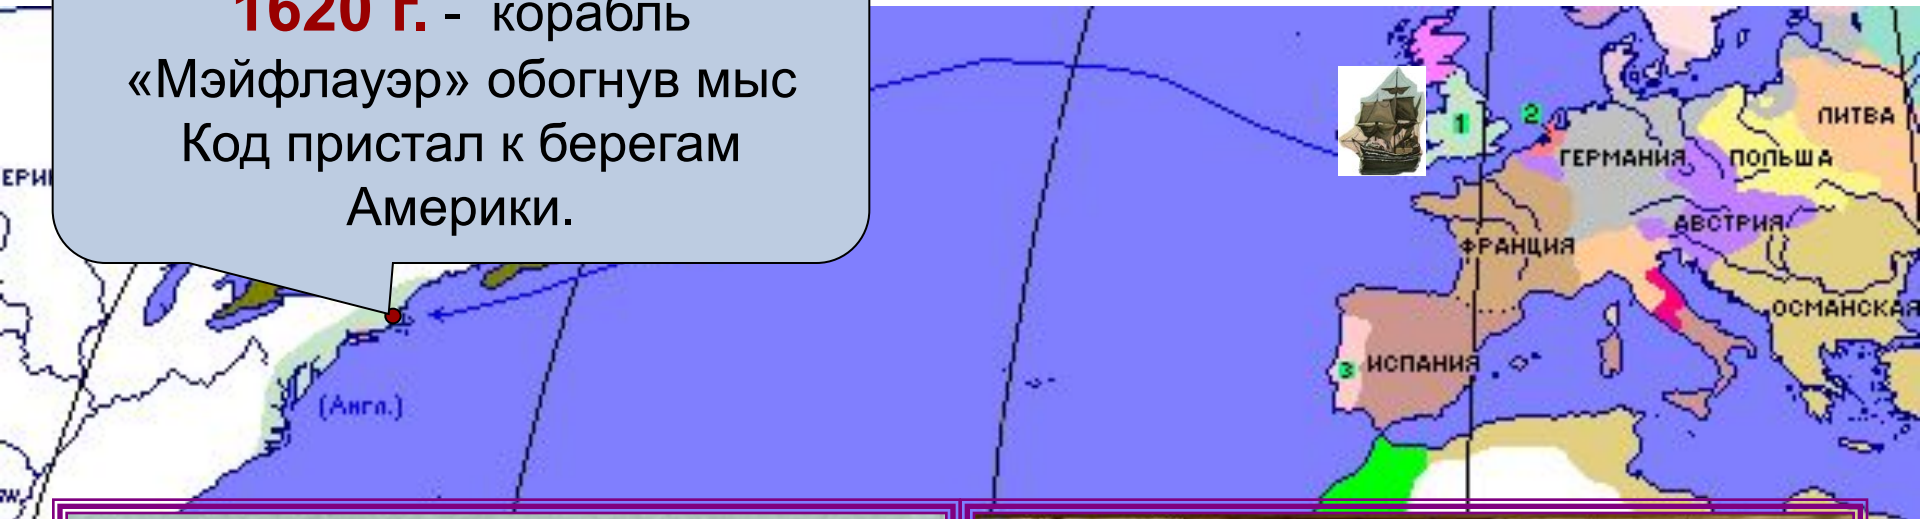 1620 г. - корабль
«Мэйфлауэр» обогнув мыс
Код пристал к берегам
Америки.
1
2
ЛИТВА
ГЕРМАНИЯ
ПОЛЬША
АВСТРИЯ
ФРАНЦИЯ
ОСМАНСКАЯ
3 ИСПАНИЯ
(Англ.)